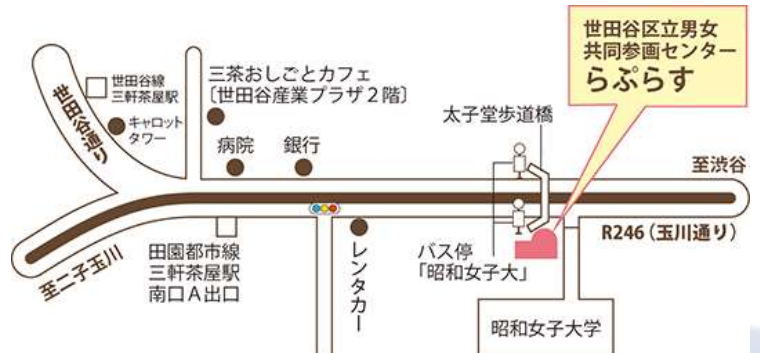 世田谷区立男女
共同参画センター
らぷらす
世田谷線
三軒茶屋駅
三茶おしごとカフェ
〔世田谷産業プラザ2階〕
世田谷通り
キャロット
タワー
病院
銀行
太子堂歩道橋
至渋谷
R246（玉川通り）
至二子玉川
田園都市線
三軒茶屋駅
南口A出口
レンタカー
バス停
「昭和女子大」
昭和女子大学